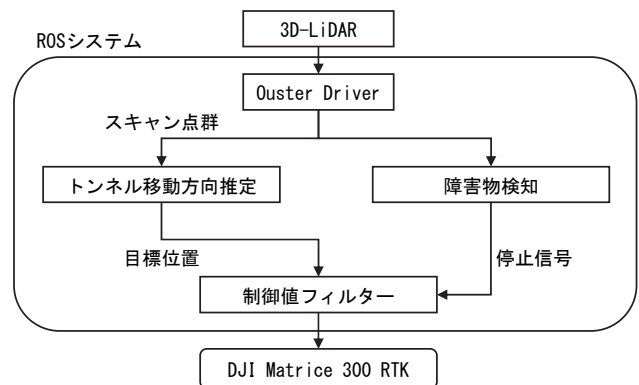 3D-LiDAR
ROSシステム
Ouster Driver
スキャン点群
トンネル移動方向推定
障害物検知
目標位置
停止信号
制御値フィルター
DJI Matrice 300 RTK